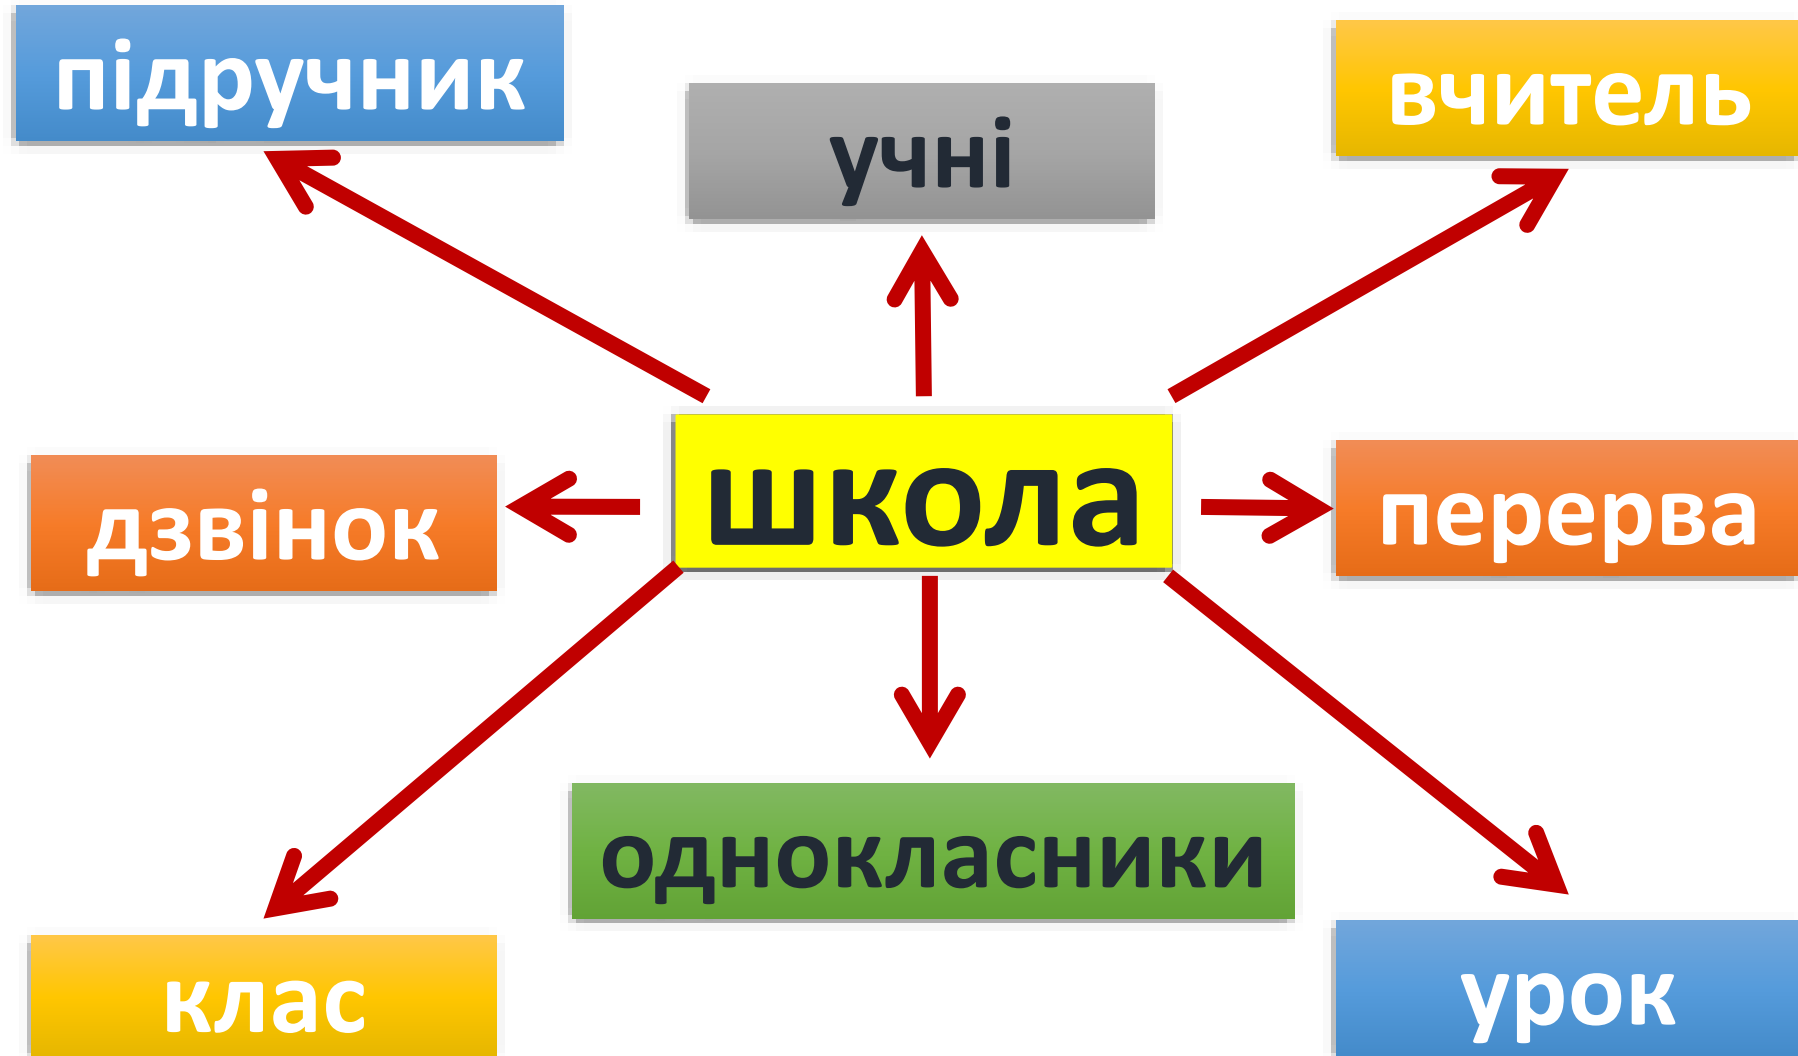 підручник
учні
вчитель
дзвінок
школа
перерва
однокласники
клас
урок